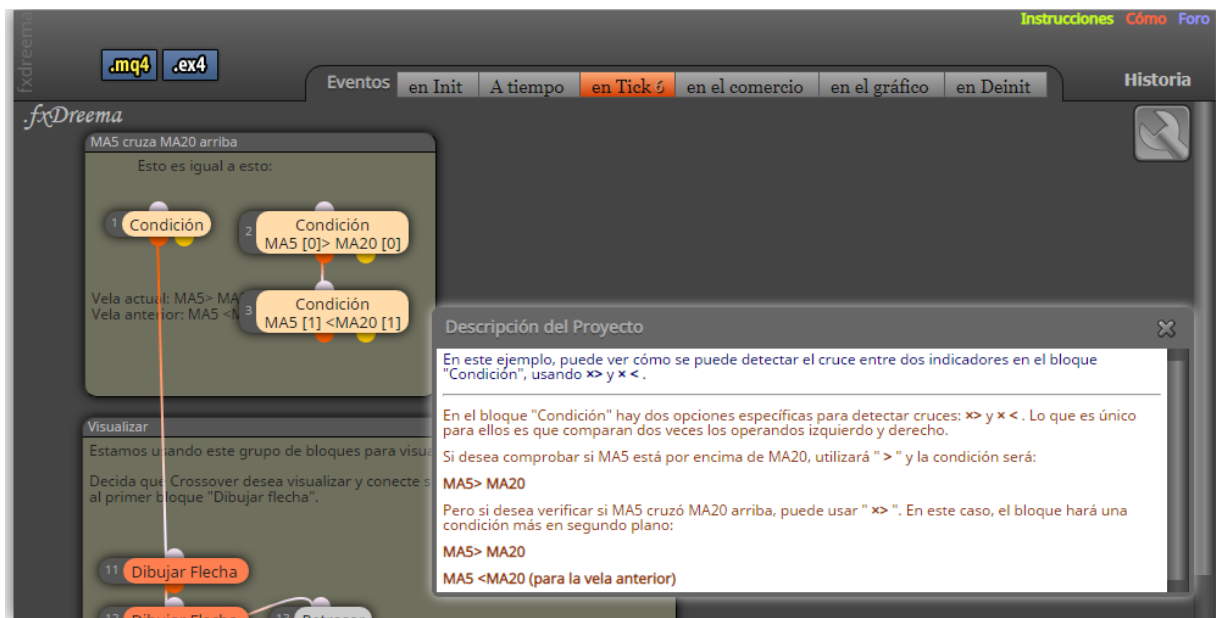 Instrucciones Cómo Foro
fxdreema
.mq4 .ex4
Eventos en Init A tiempo en Tick 6 en el comercio en el gráfico en Deinit Historia
.fxDreema
MA5 cruza MA20 arriba
Esto es igual a esto:
1 Condición
2 Condición
MA5 [0]> MA20 [0]
Vela actual: MA5> MA
Vela anterior: MA5 <M
3 Condición
MA5 [1] <MA20 [1]
Descripción del Proyecto
En este ejemplo, puede ver cómo se puede detectar el cruce entre dos indicadores en el bloque
"Condición", usando ×> y × < .
En el bloque "Condición" hay dos opciones específicas para detectar cruces: ×> y × < . Lo que es único
para ellos es que comparan dos veces los operandos izquierdo y derecho.
Si desea comprobar si MA5 está por encima de MA20, utilizará " > " y la condición será:
MA5> MA20
Pero si desea verificar si MA5 cruzó MA20 arriba, puede usar " ×> ". En este caso, el bloque hará una
condición más en segundo plano:
MA5> MA20
MA5 <MA20 (para la vela anterior)
Visualizar
Estamos usando este grupo de bloques para visua
Decida que Crossover desea visualizar y conecte s
al primer bloque "Dibujar flecha".
11 Dibujar Flecha
12 Dibujar Flecha
13 Retrasar